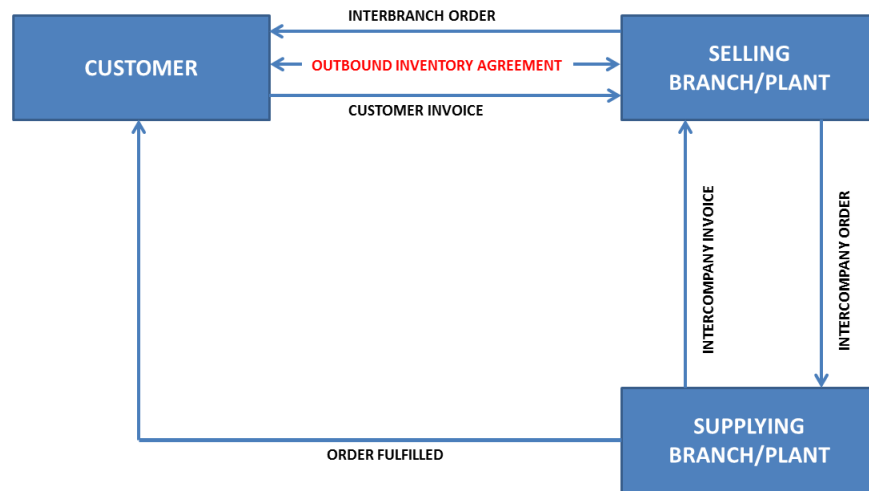 INTERBRANCH ORDER
CUSTOMER
OUTBOUND INVENTORY AGREEMENT
SELLING
BRANCH/PLANT
CUSTOMER INVOICE
INTERCOMPANY INVOICE
INTERCOMPANY ORDER
SUPPLYING
BRANCH/PLANT
ORDER FULFILLED